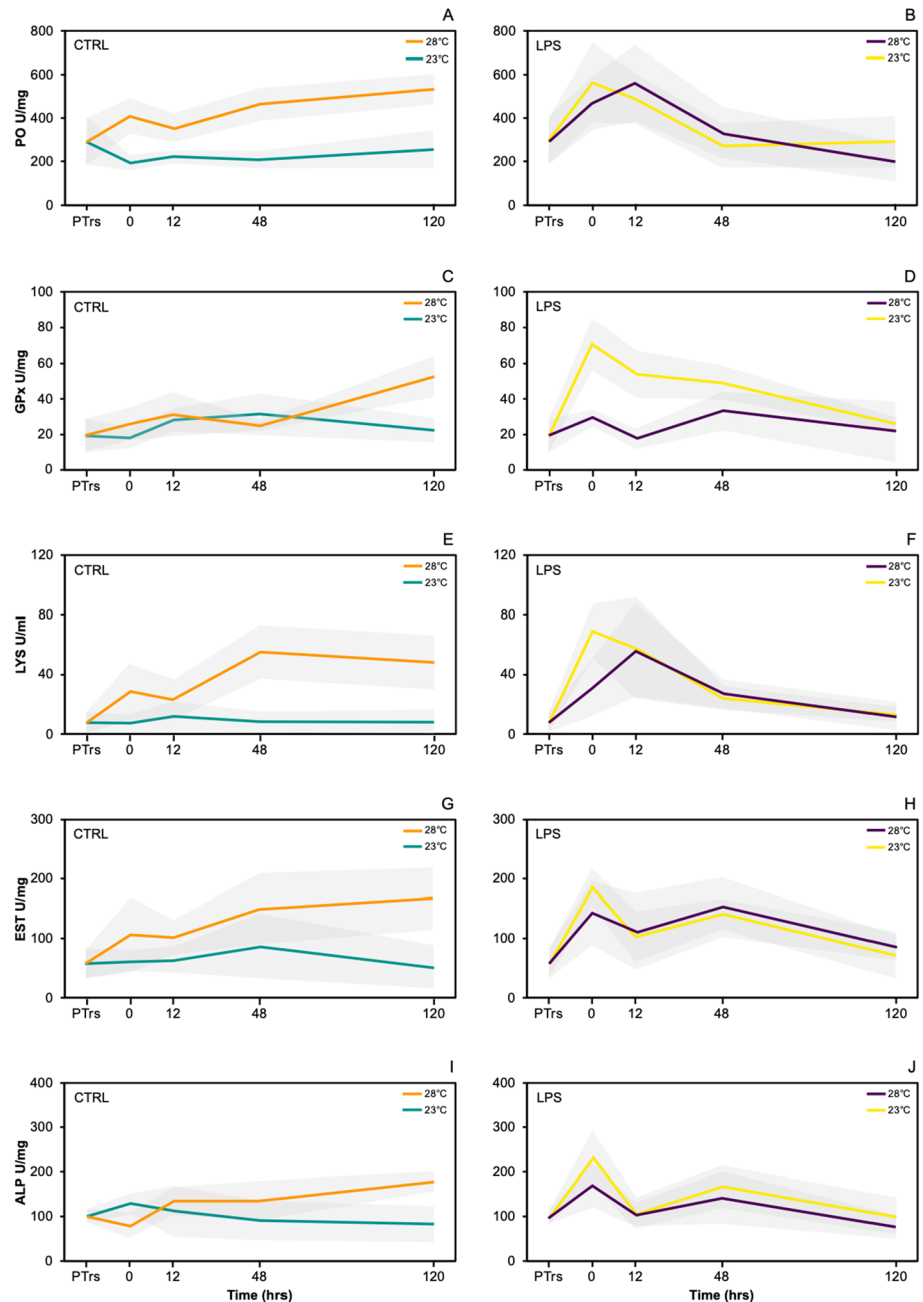 A
CTRL
28°C
23°C
PO U/mg
800
600
400
200
0
PTrs 0 12 48 120
B
LPS
28°C
23°C
800
600
400
200
0
PTrs 0 12 48 120
C
CTRL
28°C
23°C
GPx U/mg
100
80
60
40
20
0
PTrs 0 12 48 120
D
LPS
28°C
23°C
100
80
60
40
20
0
PTrs 0 12 48 120
E
CTRL
28°C
23°C
LYS U/ml
120
80
40
0
PTrs 0 12 48 120
F
LPS
28°C
23°C
120
80
40
0
PTrs 0 12 48 120
G
CTRL
28°C
23°C
EST U/mg
300
200
100
0
PTrs 0 12 48 120
H
LPS
28°C
23°C
300
200
100
0
PTrs 0 12 48 120
I
CTRL
28°C
23°C
ALP U/mg
400
300
200
100
0
PTrs 0 12 48 120
Time (hrs)
J
LPS
28°C
23°C
400
300
200
100
0
PTrs 0 12 48 120
Time (hrs)